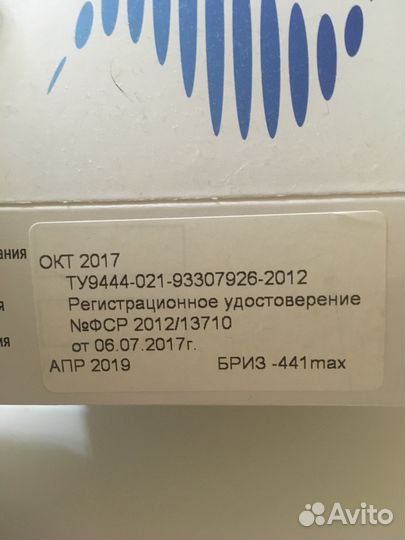 ОКТ 2017
ТУ9444-021-93307926-2012
Регистрационное удостоверение
№ФСР 2012/13710
от 06.07.2017г.
АПР 2019 БРИЗ -441max
Avito